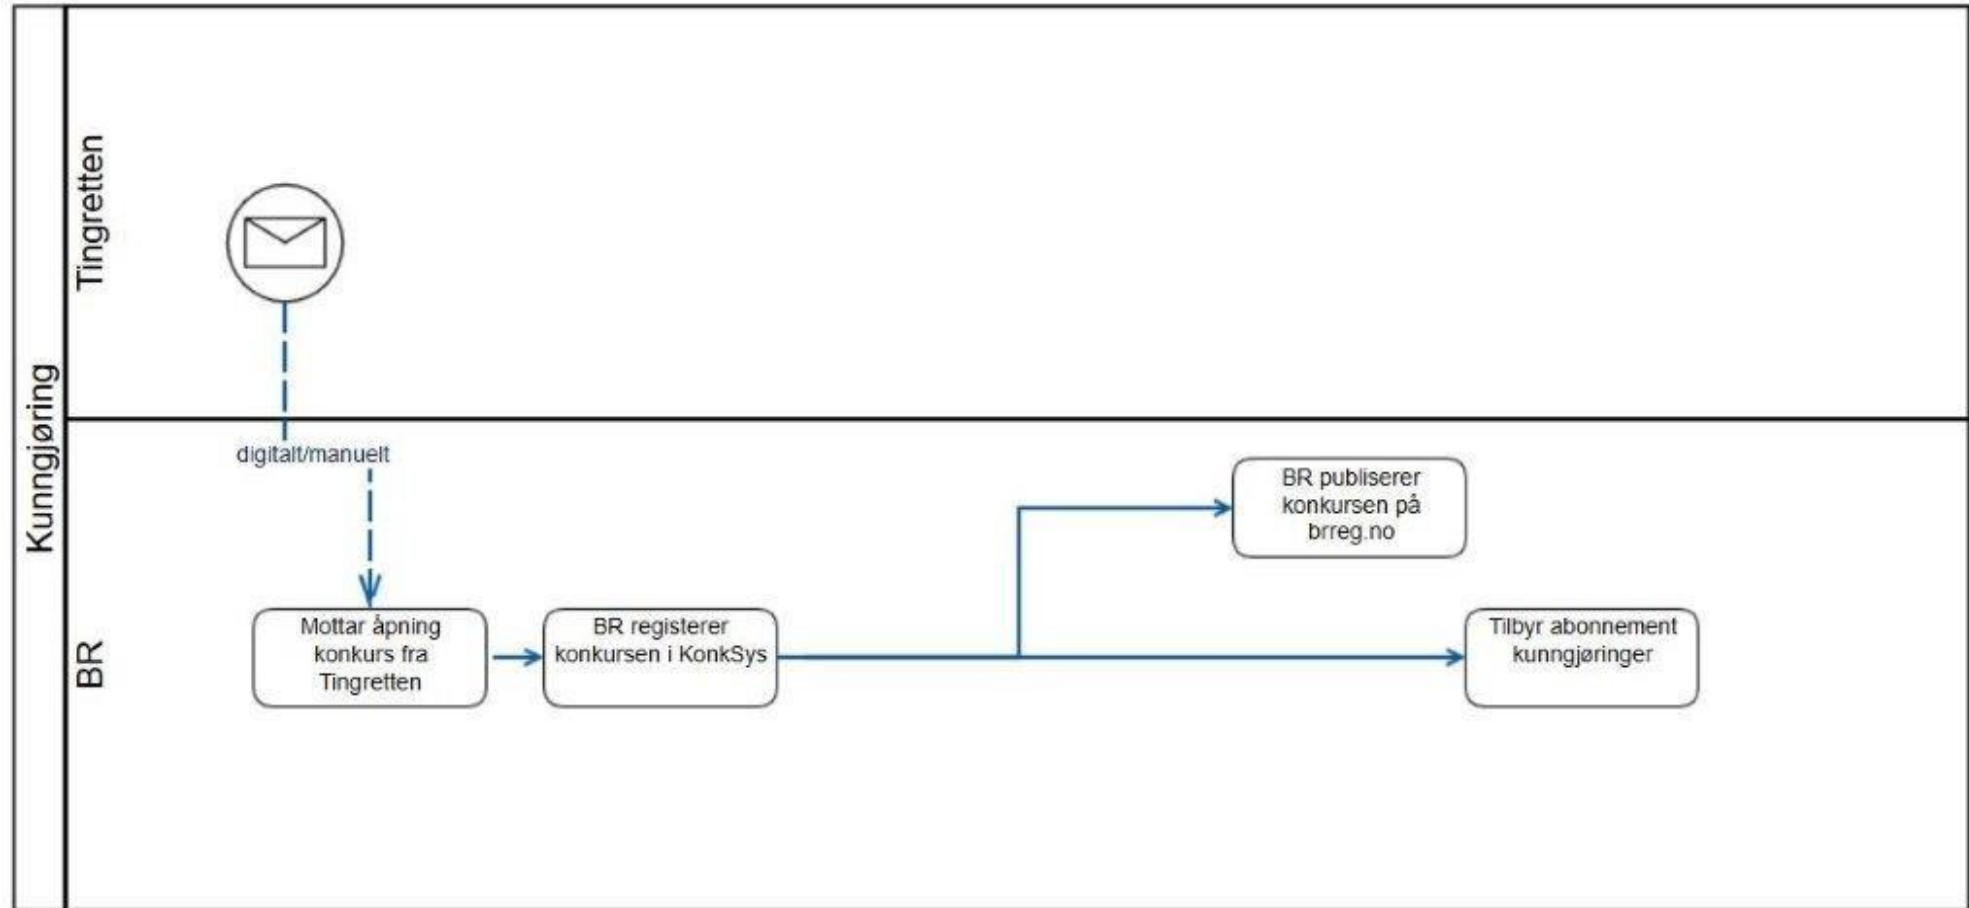 Kunngjøring
Tingretten
digitalt/manuelt
BR
Mottar åpning
konkurs fra
Tingretten
BR registerer
konkursen i KonkSys
BR publiserer
konkursen på
brreg.no
Tilbyr abonnement
kunngjøringer